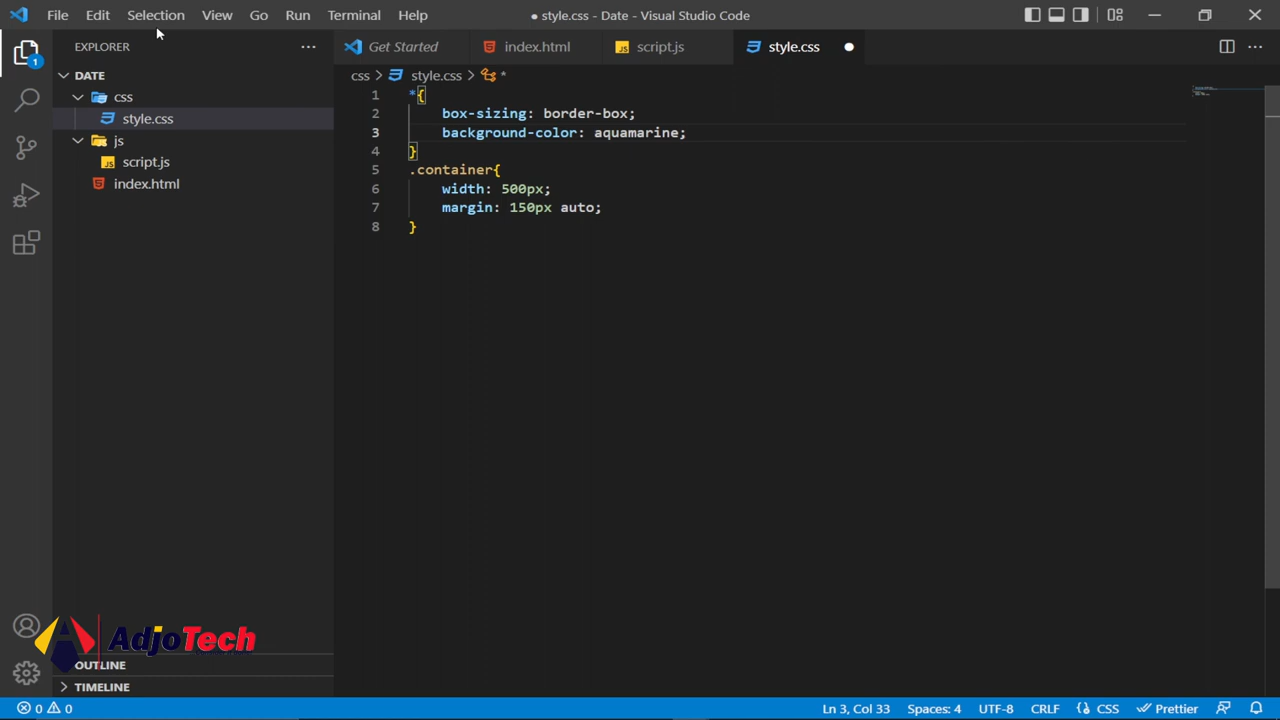 File Edit Selection View Go Run Terminal Help ● style.css - Date - Visual Studio Code
EXPLORER
Get Started index.html script.js style.css
DATE
css
style.css
js
script.js
index.html
css > style.css > *
1 *{
2 box-sizing: border-box;
3 background-color: aquamarine;
4 }
5 .container{
6 width: 500px;
7 margin: 150px auto;
8 }
1
AdjoTech
OUTLINE
TIMELINE
0 0 Ln 3, Col 33 Spaces: 4 UTF-8 CRLF CSS Prettier